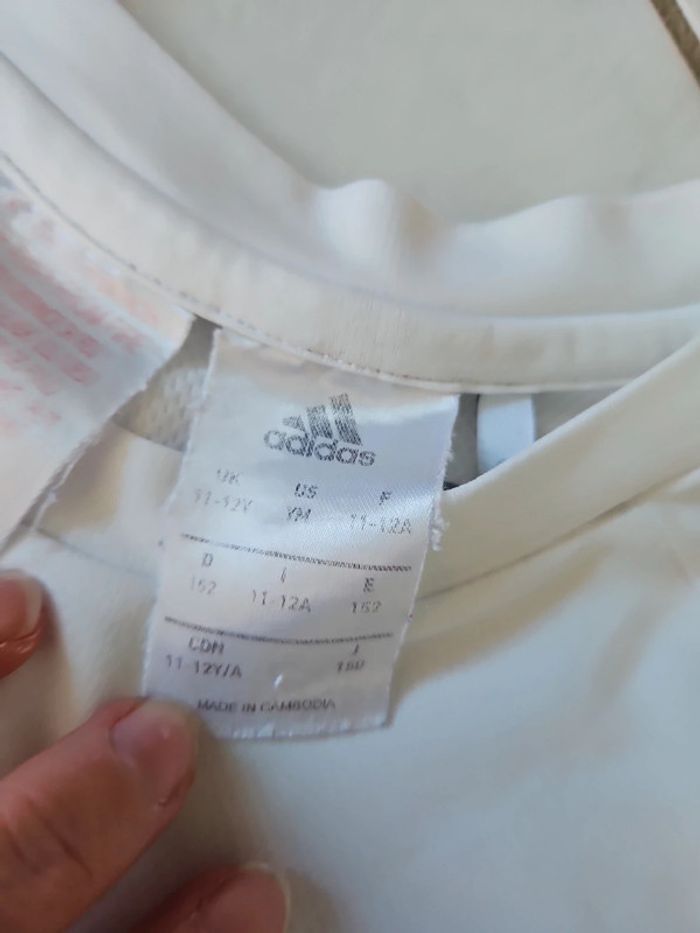 adidas
UK US F
11-12Y YM 11-12A
D I E
152 11-12A 152
CDN J
11-12Y/A 150
MADE IN CAMBODIA